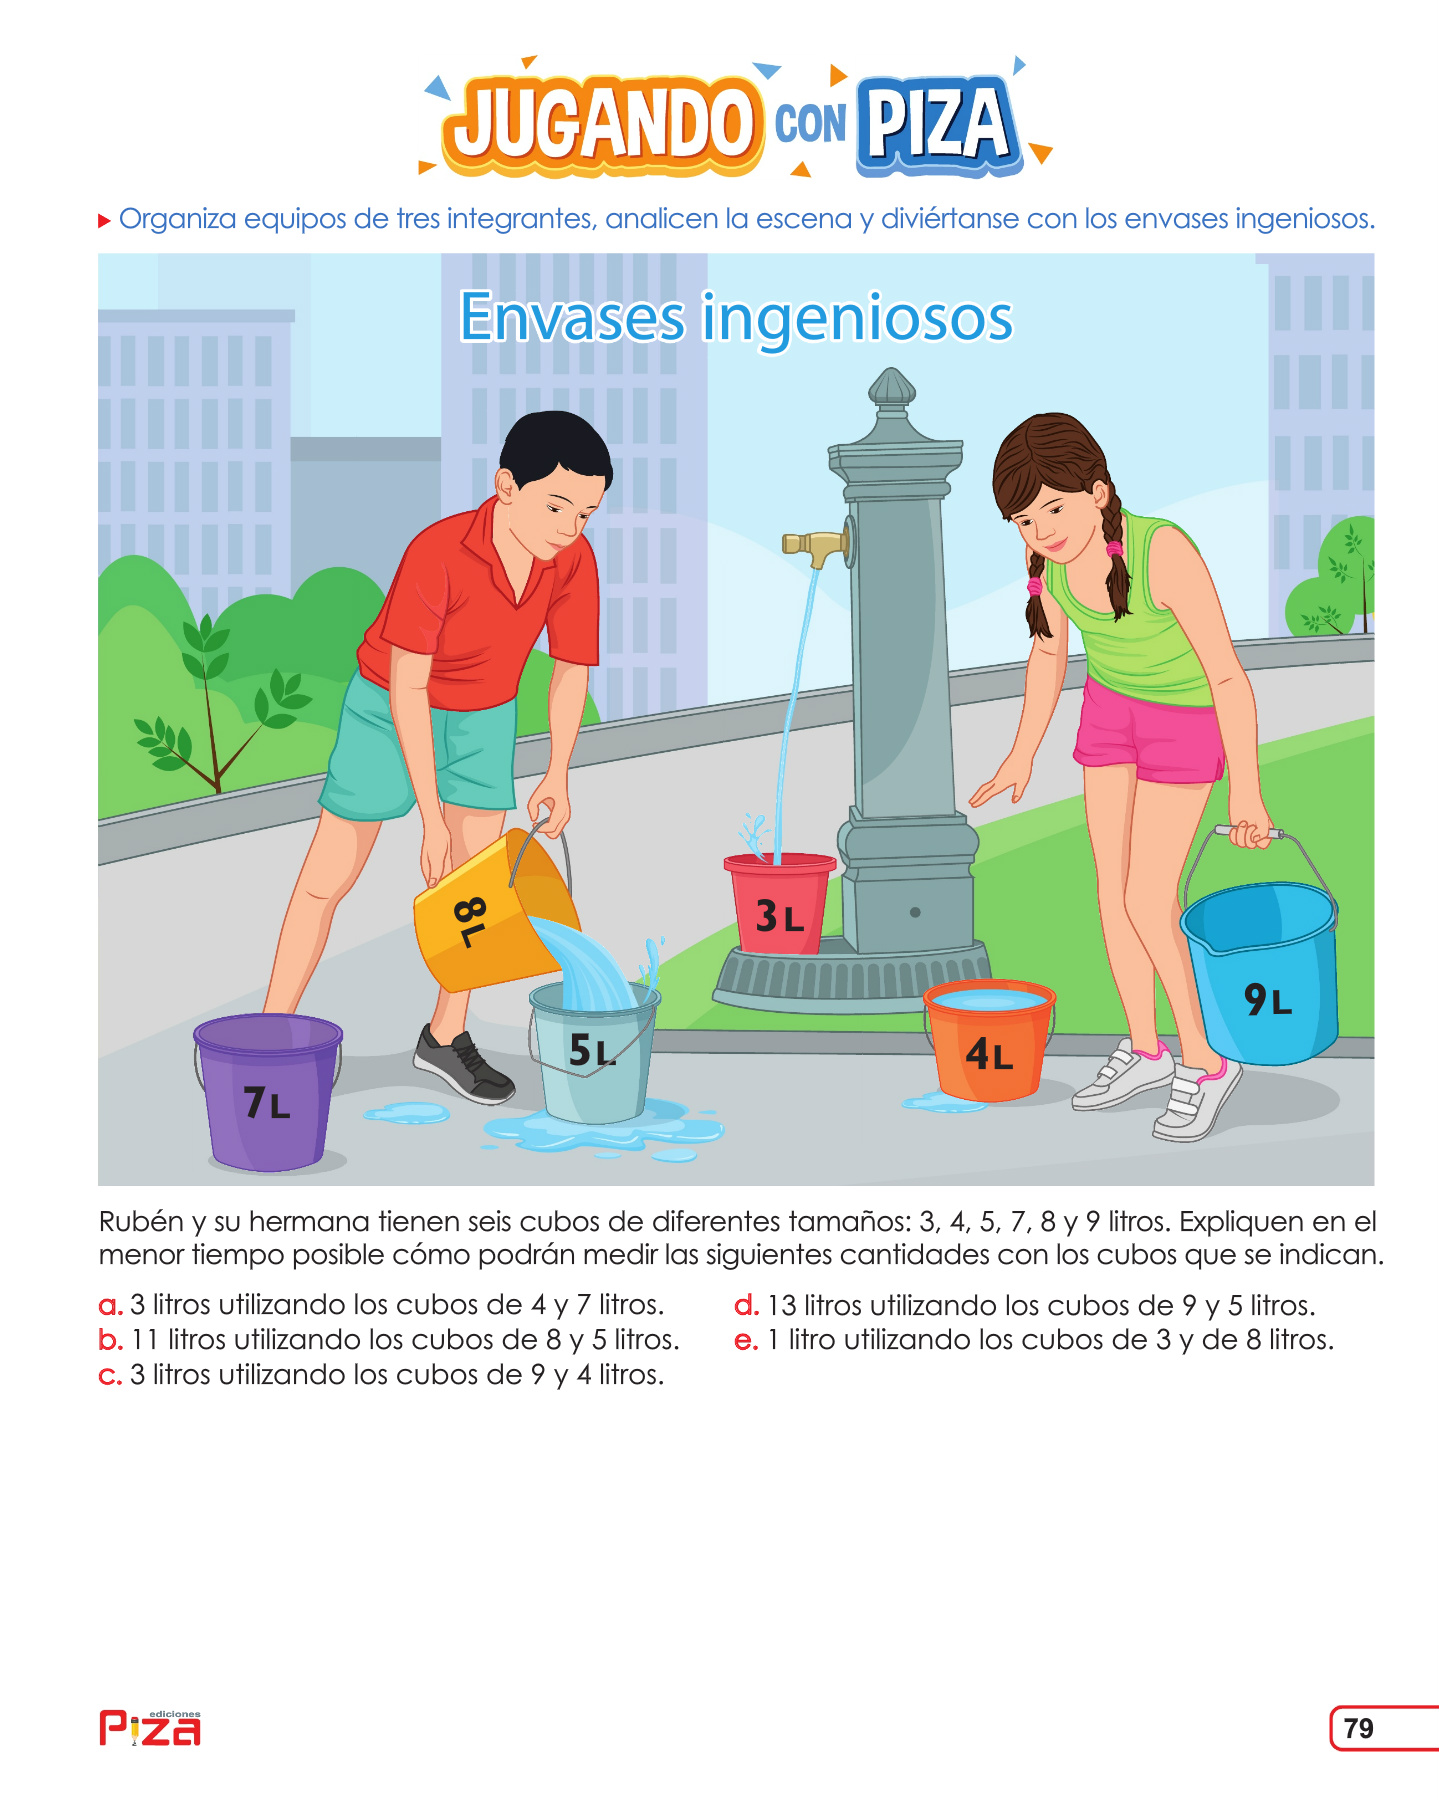 JUGANDO CON PIZA
Organiza equipos de tres integrantes, analicen la escena y diviértanse con los envases ingeniosos.
Envases ingeniosos
8L
3L
5L
4L
9L
7L
Rubén y su hermana tienen seis cubos de diferentes tamaños: 3, 4, 5, 7, 8 y 9 litros. Expliquen en el
menor tiempo posible cómo podrán medir las siguientes cantidades con los cubos que se indican.
a. 3 litros utilizando los cubos de 4 y 7 litros.
b. 11 litros utilizando los cubos de 8 y 5 litros.
c. 3 litros utilizando los cubos de 9 y 4 litros.
d. 13 litros utilizando los cubos de 9 y 5 litros.
e. 1 litro utilizando los cubos de 3 y de 8 litros.
ediciones
Piza
79